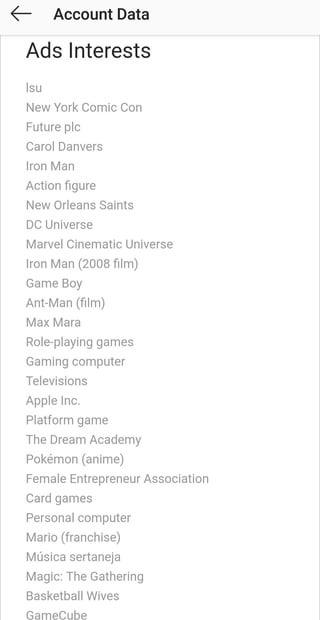 Account Data
Ads Interests
lsu
New York Comic Con
Future plc
Carol Danvers
Iron Man
Action figure
New Orleans Saints
DC Universe
Marvel Cinematic Universe
Iron Man (2008 film)
Game Boy
Ant-Man (film)
Max Mara
Role-playing games
Gaming computer
Televisions
Apple Inc.
Platform game
The Dream Academy
Pokémon (anime)
Female Entrepreneur Association
Card games
Personal computer
Mario (franchise)
Música sertaneja
Magic: The Gathering
Basketball Wives
GameCube